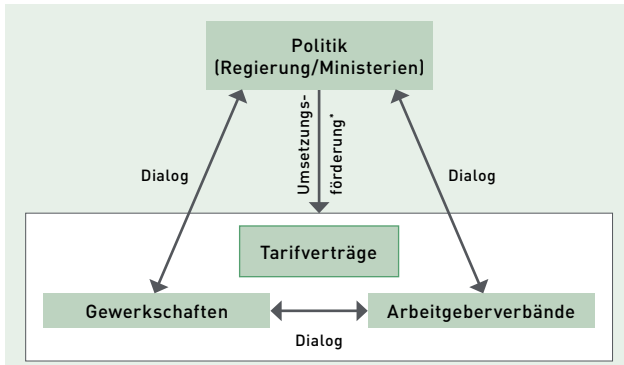 Politik
(Regierung/Ministerien)
Umsetzungs-
förderung*
Dialog
Dialog
Tarifverträge
Gewerkschaften
Arbeitgeberverbände
Dialog